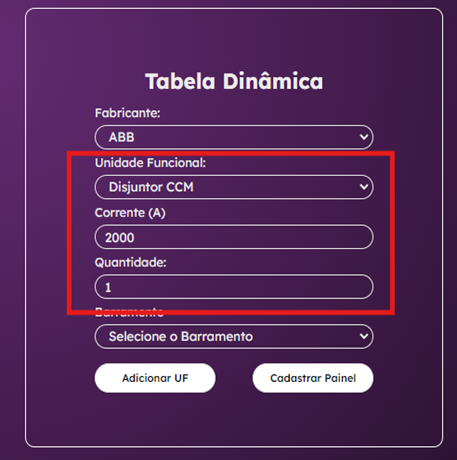 Tabela Dinâmica
Fabricante:
ABB
Unidade Funcional:
Disjuntor CCM
Corrente (A)
2000
Quantidade:
1
Barramento
Selecione o Barramento
Adicionar UF
Cadastrar Painel